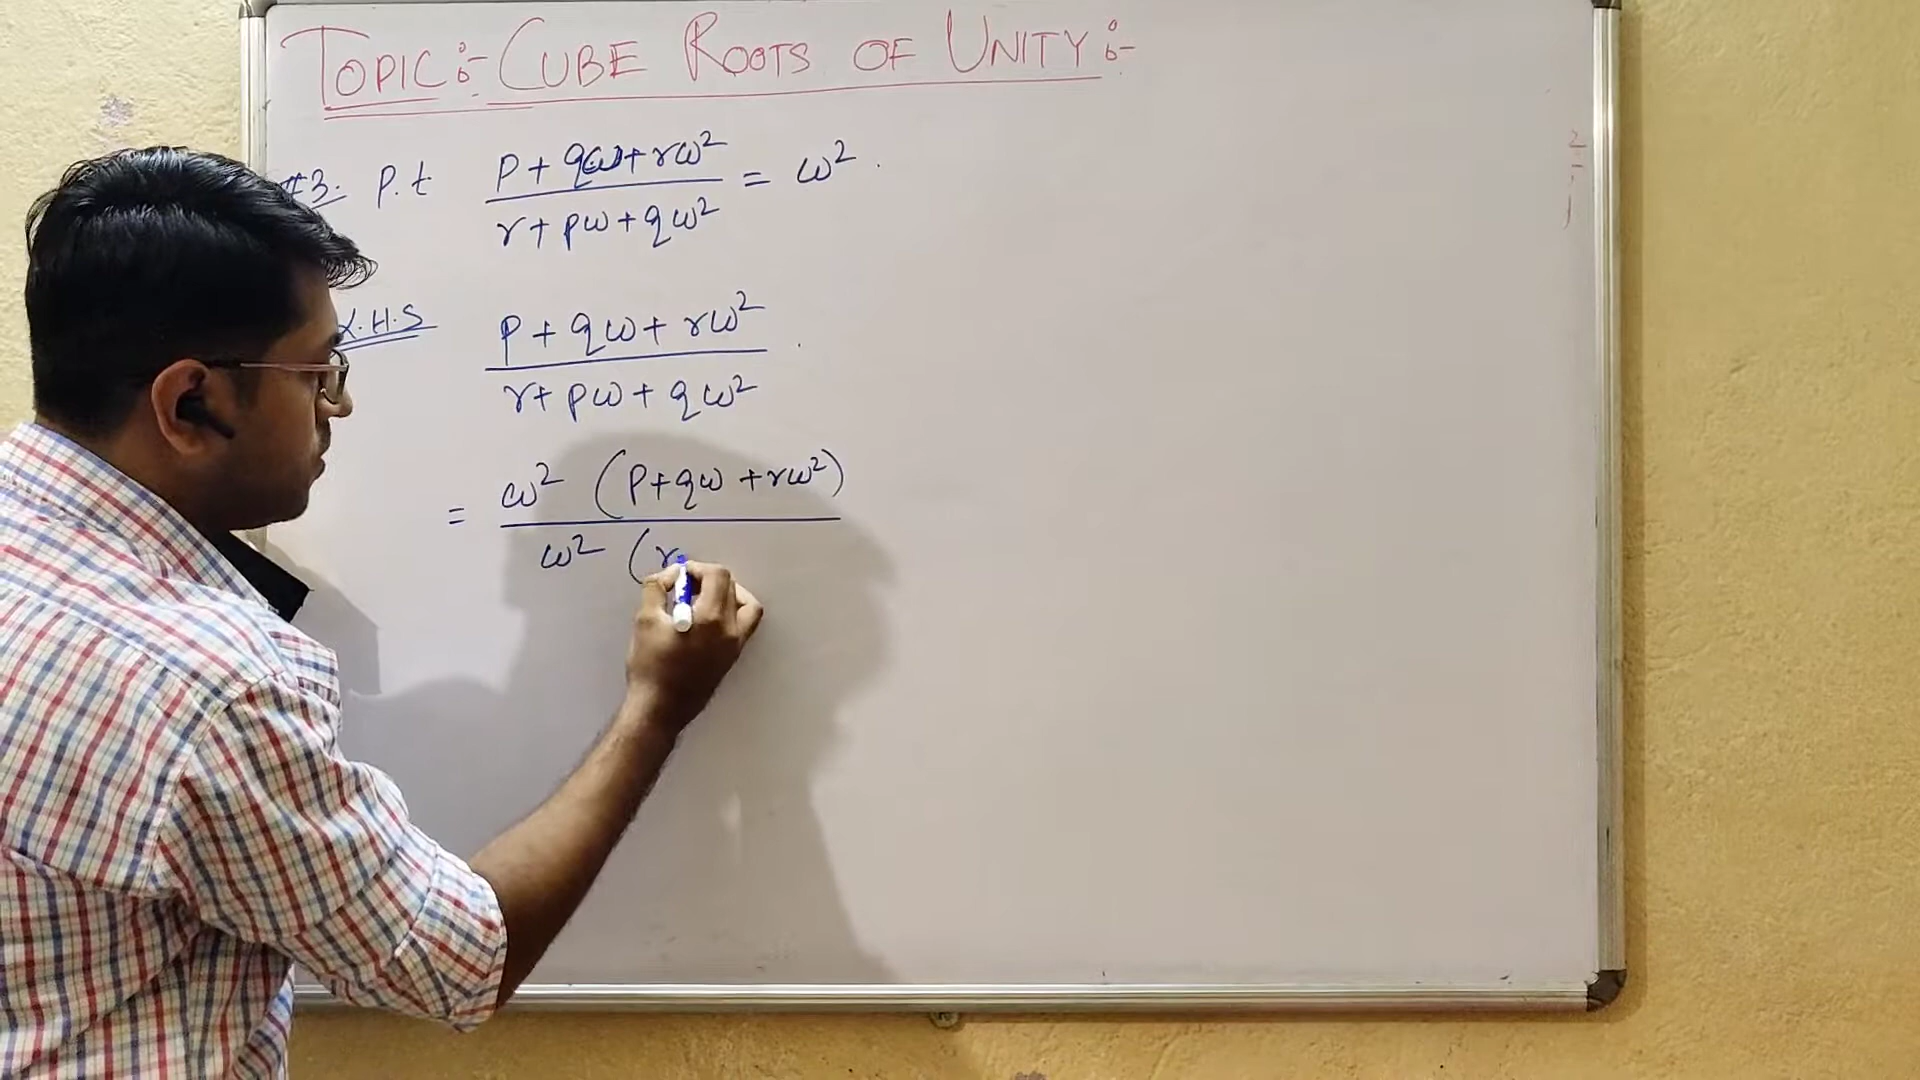 TOPIC:- CUBE ROOTS OF UNITY:-
#3. P.t (p + qω + rω²) / (r + pω + qω²) = ω².
L.H.S (p + qω + rω²) / (r + pω + qω²)
= ω² (p + qω + rω²) / ω² (r